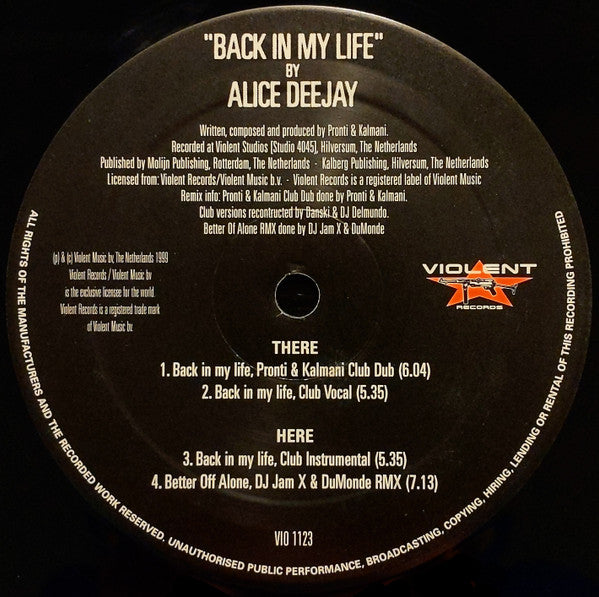 "BACK IN MY LIFE"
BY
ALICE DEEJAY
Written, composed and produced by Pronti & Kalmani.
Recorded at Violent Studios [Studio 4045], Hilversum, The Netherlands
Published by Molijn Publishing, Rotterdam, The Netherlands - Kalberg Publishing, Hilversum, The Netherlands
Licensed from: Violent Records/Violent Music b.v. - Violent Records is a registered label of Violent Music
Remix info: Pronti & Kalmani Club Dub done by Pronti & Kalmani.
Club versions recontructed by Danski & DJ Delmundo.
Better Of Alone RMX done by DJ Jam X & DuMonde
(p) & (c) Violent Music bv, The Netherlands 1999
Violent Records / Violent Music bv
is the exclusive licensee for the world.
Violent Records is a registered trade mark
of Violent Music bv.
VIOLENT
RECORDS
THERE
1. Back in my life, Pronti & Kalmani Club Dub (6.04)
2. Back in my life, Club Vocal (5.35)
HERE
3. Back in my life, Club Instrumental (5.35)
4. Better Off Alone, DJ Jam X & DuMonde RMX (7.13)
VIO 1123
ALL RIGHTS OF THE MANUFACTURERS AND THE RECORDED WORK RESERVED. UNAUTHORISED PUBLIC PERFORMANCE, BROADCASTING, COPYING, HIRING, LENDING OR RENTAL OF THIS RECORDING PROHIBITED